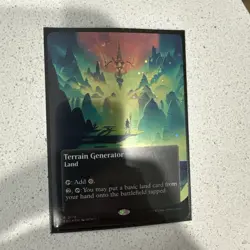 Terrain Generator
Land
: Add
You may put a basic land card from
your hand onto the battlefield tapped.